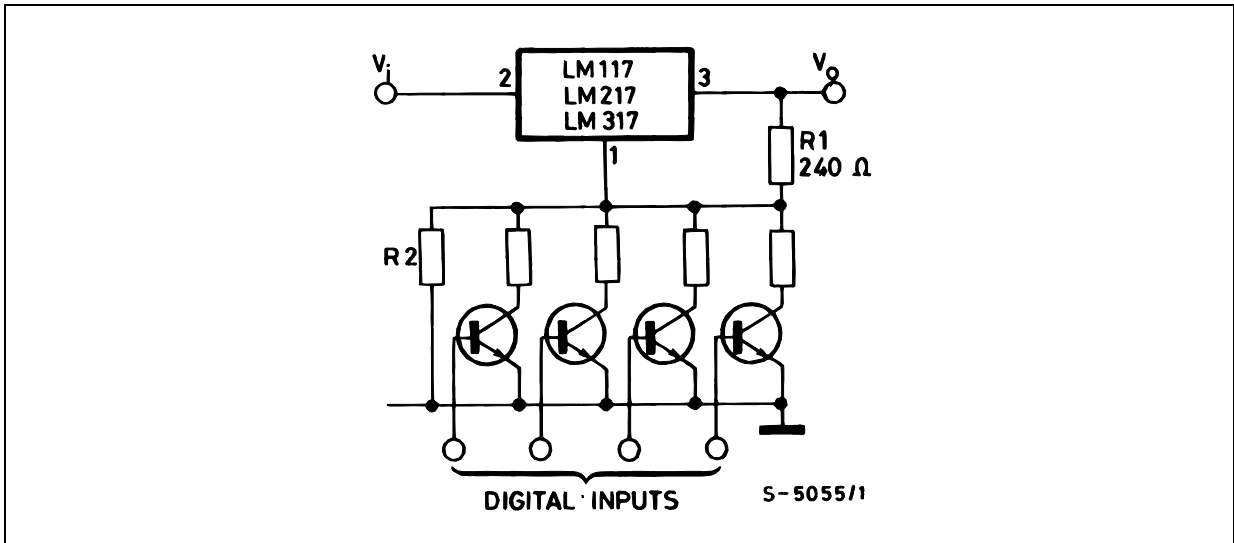 Vi
2
LM117
LM217
LM317
3
Vo
1
R1
240 Ω
R2
DIGITAL INPUTS
S-5055/1